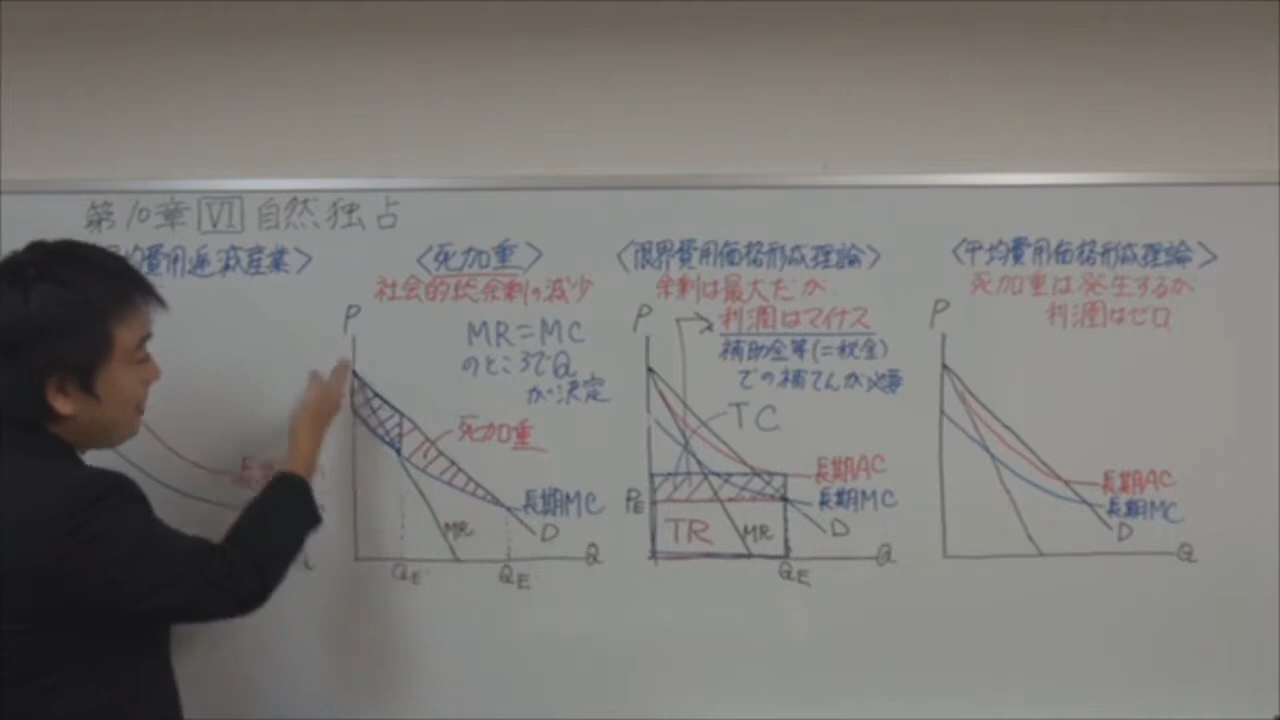 第10章 VI 自然独占
均費用逓減産業〉
〈死加重〉
社会的総余剰の減少
P
MR=MC
のところでQ
が決定
死加重
長期MC
MR
D
Q
QE
QE
〈限界費用価格形成理論〉
余剰は最大だが
利潤はマイナス
補助金等(=税金)
での補てんが必要
P
TC
長期AC
長期MC
PE
TR
MR
D
Q
QE
〈平均費用価格形成理論〉
死加重は発生するが
利潤はゼロ
P
長期AC
長期MC
D
Q